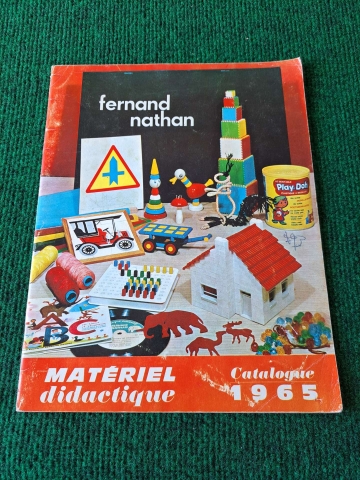 fernand
nathan
Play-Doh
ABC
MATÉRIEL
didactique
Catalogue
1965